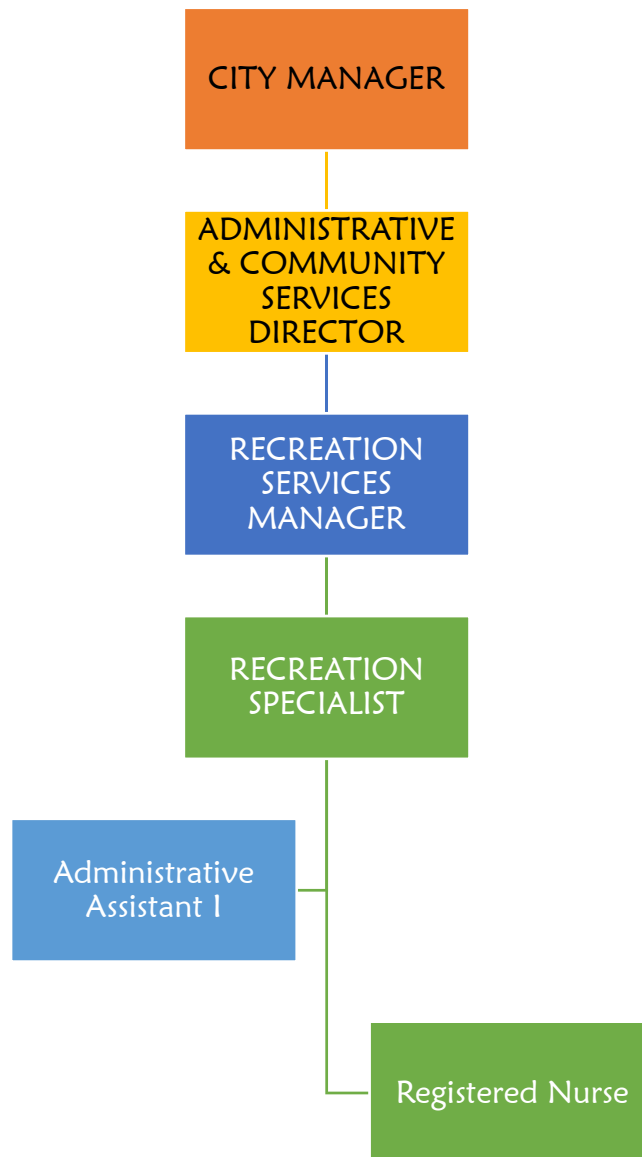 CITY MANAGER
ADMINISTRATIVE
& COMMUNITY
SERVICES
DIRECTOR
RECREATION
SERVICES
MANAGER
RECREATION
SPECIALIST
Administrative
Assistant I
Registered Nurse